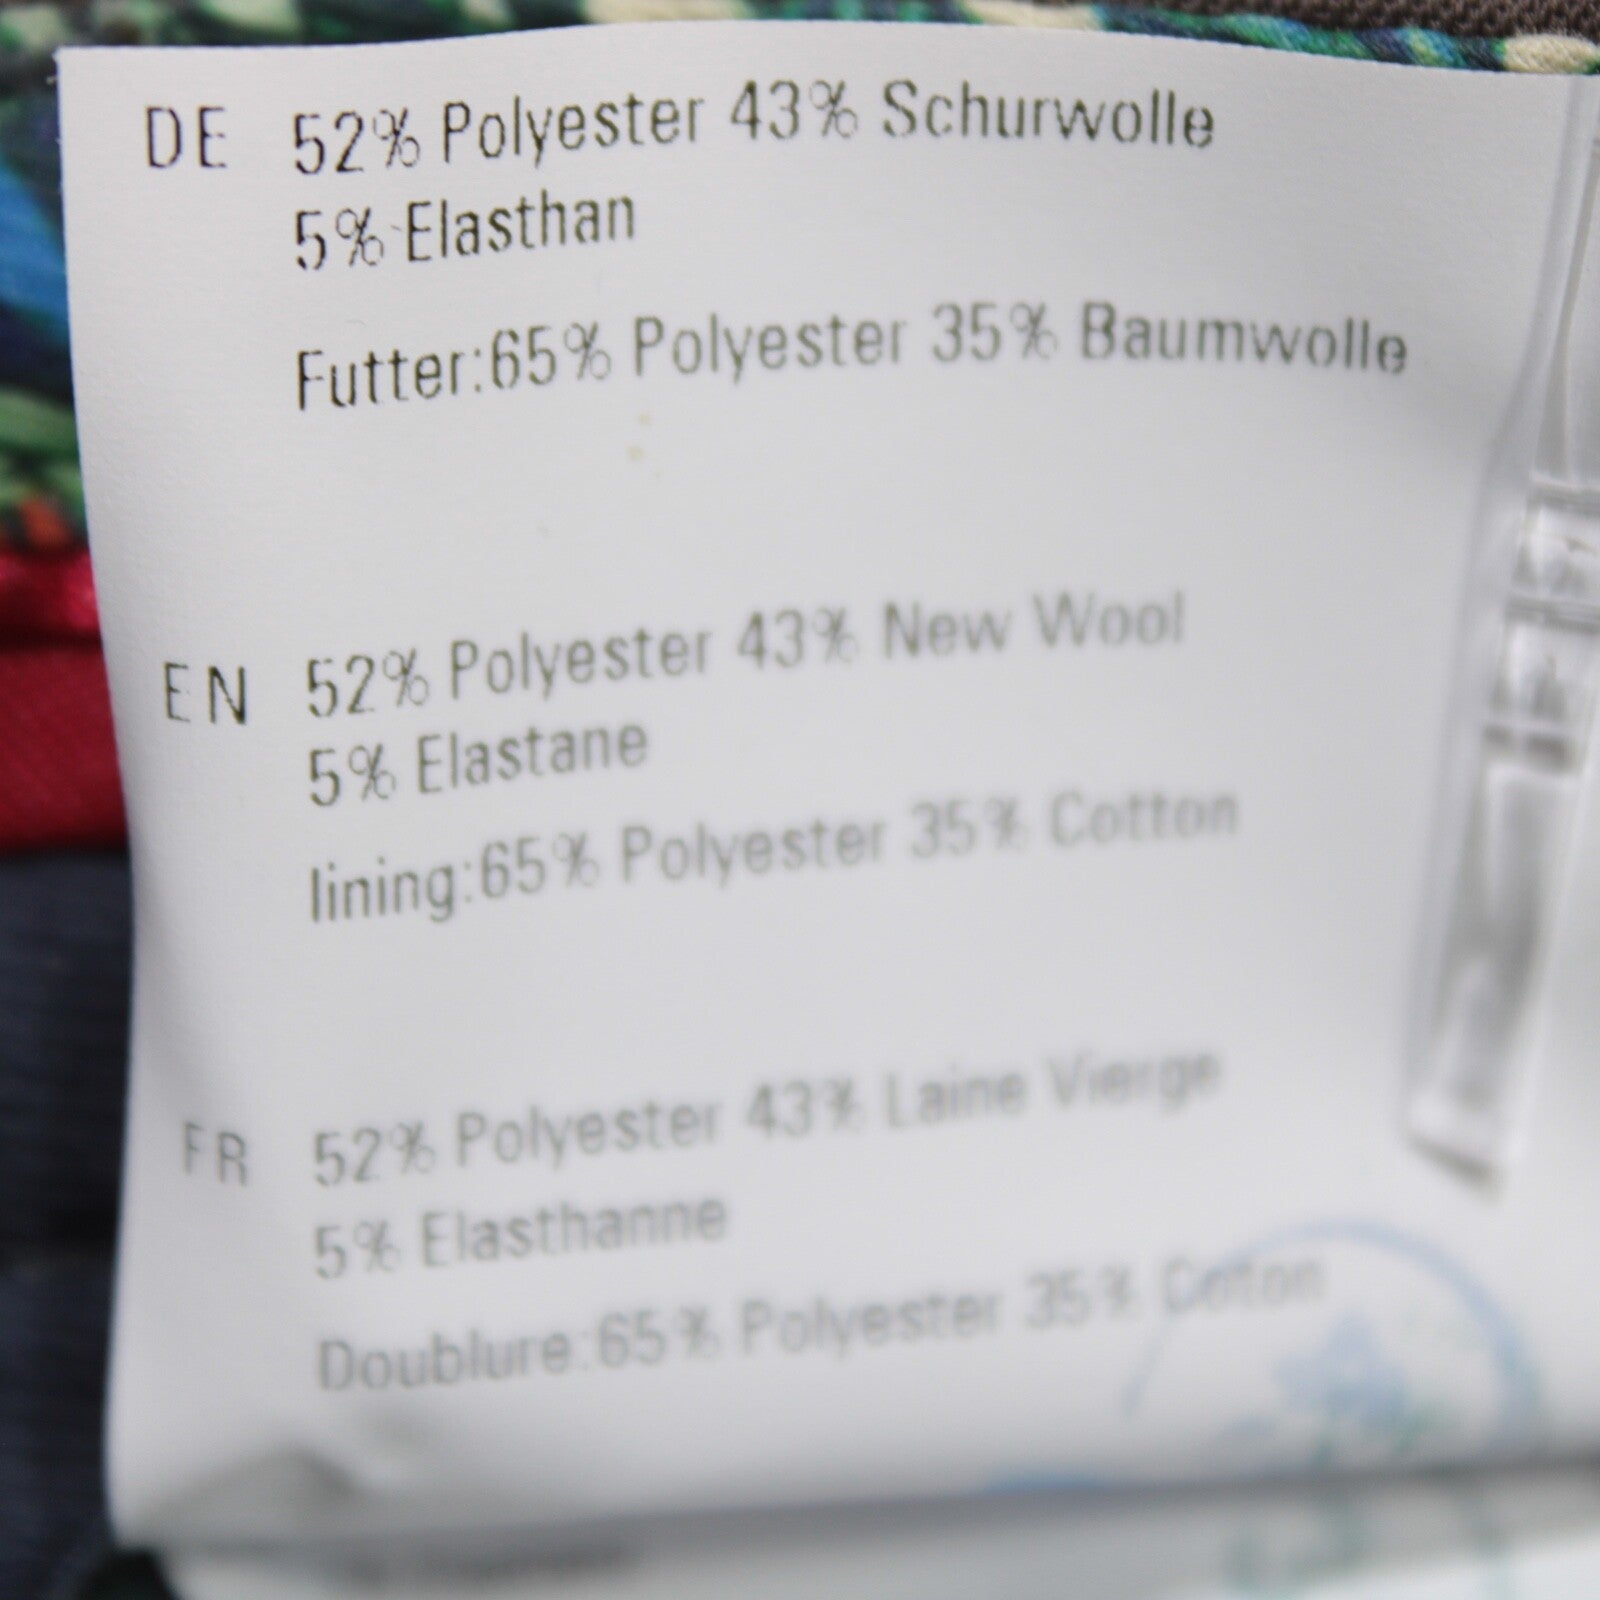 DE 52% Polyester 43% Schurwolle
5% Elasthan
Futter:65% Polyester 35% Baumwolle
EN 52% Polyester 43% New Wool
5% Elastane
lining:65% Polyester 35% Cotton
FR 52% Polyester 43% Laine Vierge
5% Elasthanne
Doublure:65% Polyester 35% Coton